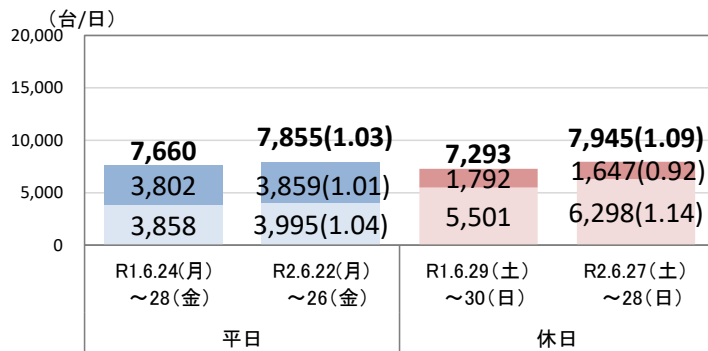 （台/日）
20,000
15,000
10,000
5,000
0
7,660
3,802
3,858
7,855(1.03)
3,859(1.01)
3,995(1.04)
7,293
1,792
5,501
7,945(1.09)
1,647(0.92)
6,298(1.14)
R1.6.24(月)
～28(金)
R2.6.22(月)
～26(金)
R1.6.29(土)
～30(日)
R2.6.27(土)
～28(日)
平日
休日